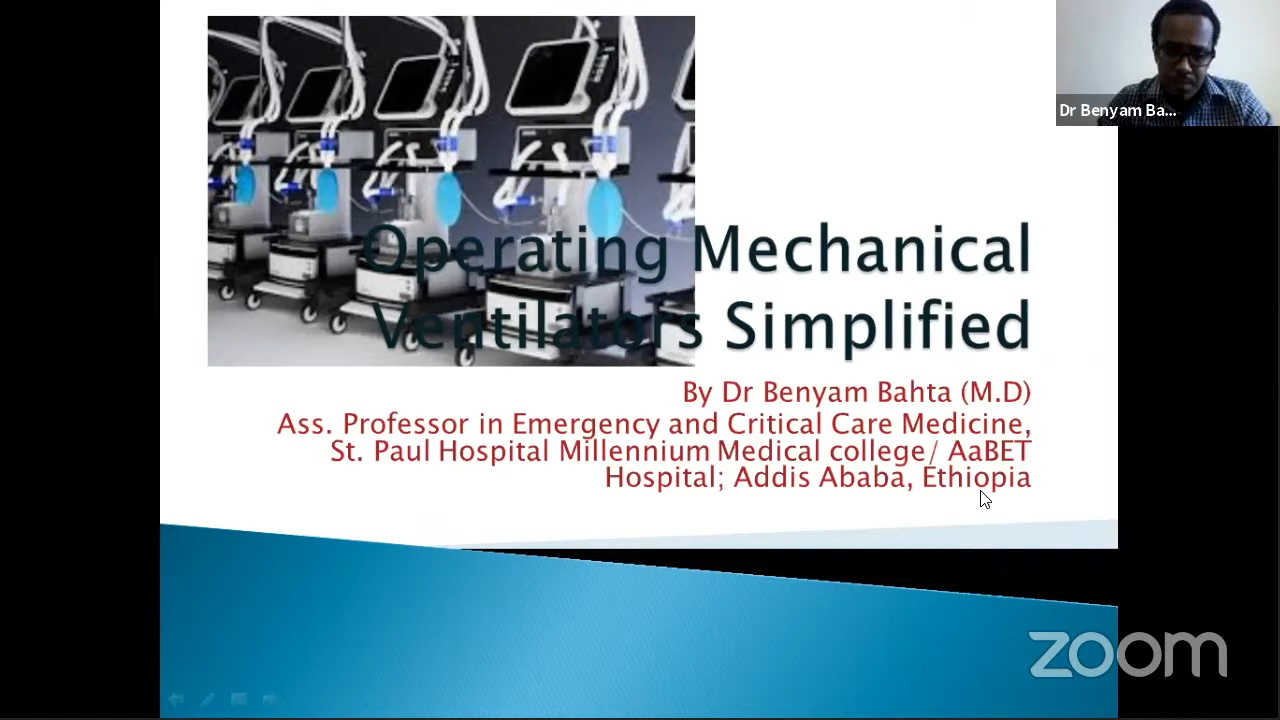 Dr Benyam Ba...
Operating Mechanical
Ventilators Simplified
By Dr Benyam Bahta (M.D)
Ass. Professor in Emergency and Critical Care Medicine,
St. Paul Hospital Millennium Medical college/ AaBET
Hospital; Addis Ababa, Ethiopia
zoom